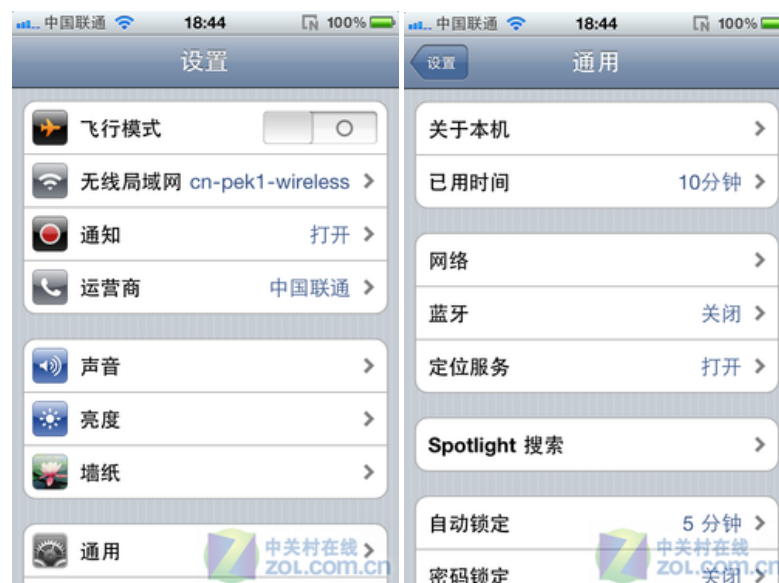 中国联通 18:44 100%
设置
飞行模式
无线局域网 cn-pek1-wireless
通知 打开
运营商 中国联通
声音
亮度
墙纸
通用
中关村在线
ZOL.COM.CN
中国联通 18:44 100%
设置 通用
关于本机
已用时间 10分钟
网络
蓝牙 关闭
定位服务 打开
Spotlight 搜索
自动锁定 5 分钟
密码锁定 关闭
中关村在线
ZOL.COM.CN